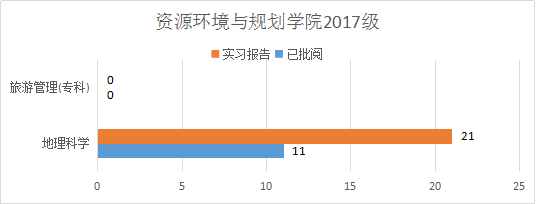 资源环境与规划学院2017级
实习报告 已批阅
旅游管理(专科)
0
0
地理科学
21
11
0 5 10 15 20 25